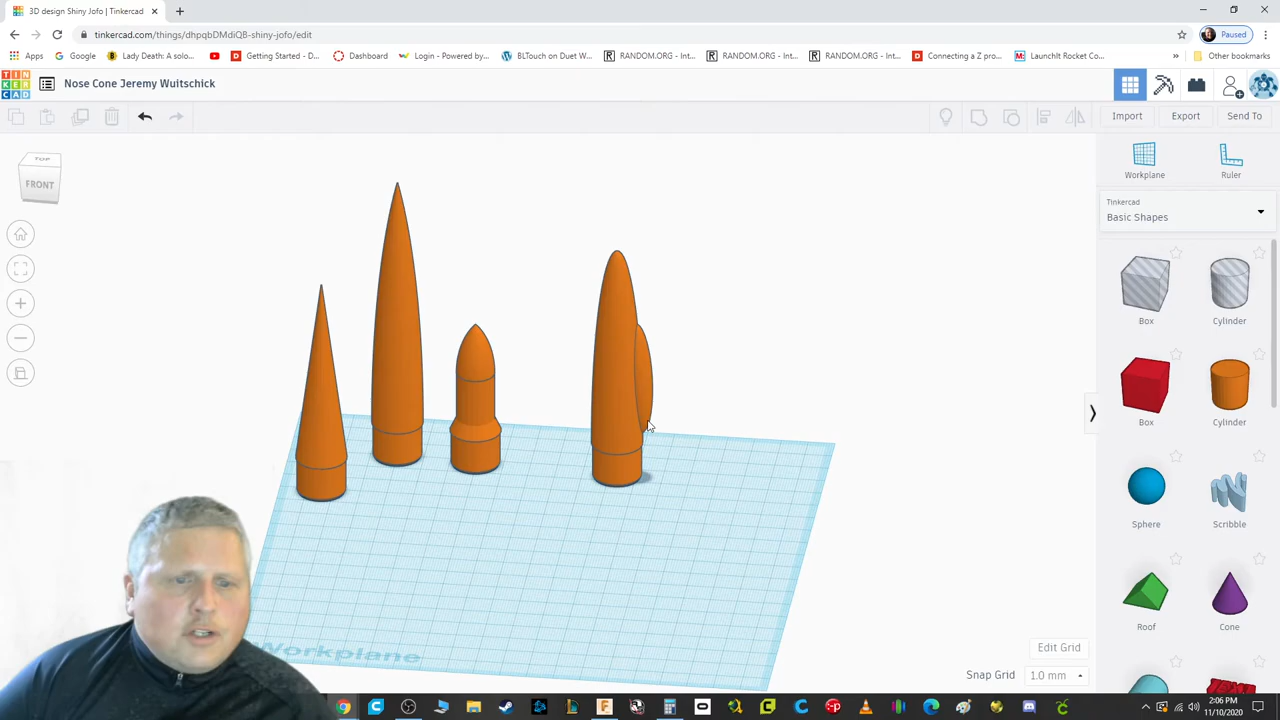 3D design Shiny Jofo | Tinkercad
tinkercad.com/things/dhpqbDMdiQB-shiny-jofo/edit
Paused
Apps
Google
Lady Death: A solo...
Getting Started - D...
Dashboard
Login - Powered by...
BLTouch on Duet W...
RANDOM.ORG - Int...
RANDOM.ORG - Int...
RANDOM.ORG - Int...
Connecting a Z pro...
LaunchIt Rocket Co...
Other bookmarks
TIN
KER
CAD
Nose Cone Jeremy Wuitschick
Import
Export
Send To
TOP
FRONT
Workplane
Ruler
Tinkercad
Basic Shapes
Box
Cylinder
Box
Cylinder
Sphere
Scribble
Roof
Cone
Workplane
Edit Grid
Snap Grid
1.0 mm
2:06 PM
11/10/2020